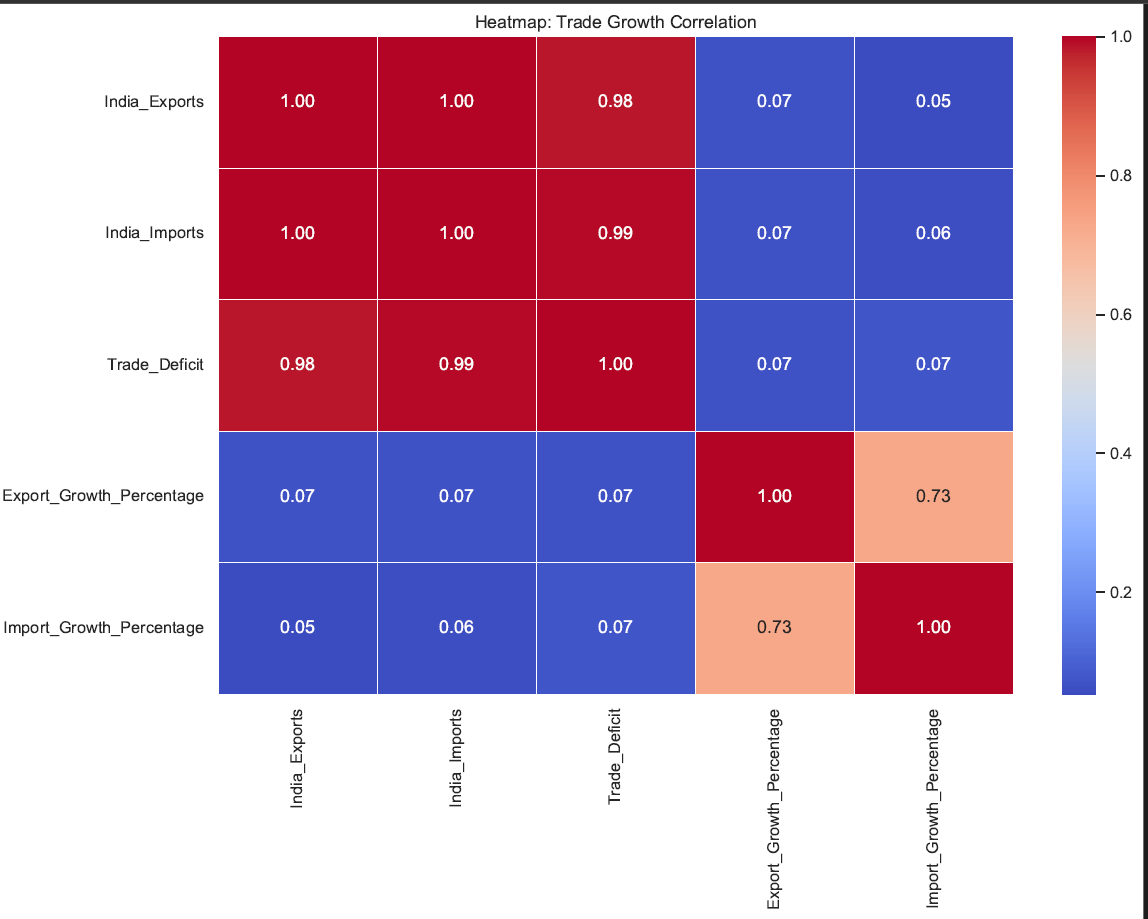 Heatmap: Trade Growth Correlation
India_Exports 1.00 1.00 0.98 0.07 0.05
India_Imports 1.00 1.00 0.99 0.07 0.06
Trade_Deficit 0.98 0.99 1.00 0.07 0.07
Export_Growth_Percentage 0.07 0.07 0.07 1.00 0.73
Import_Growth_Percentage 0.05 0.06 0.07 0.73 1.00
India_Exports
India_Imports
Trade_Deficit
Export_Growth_Percentage
Import_Growth_Percentage
1.0
0.8
0.6
0.4
0.2